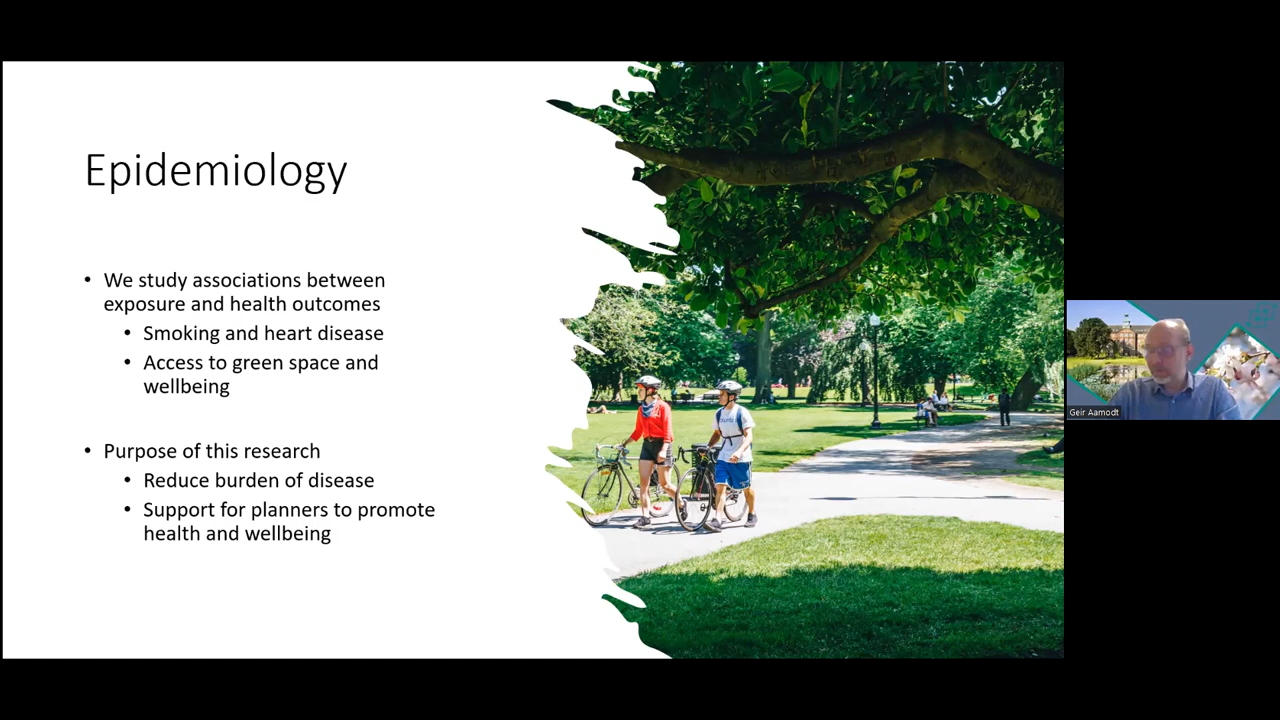 Epidemiology
• We study associations between
exposure and health outcomes
• Smoking and heart disease
• Access to green space and
wellbeing
• Purpose of this research
• Reduce burden of disease
• Support for planners to promote
health and wellbeing
Geir Aamodt